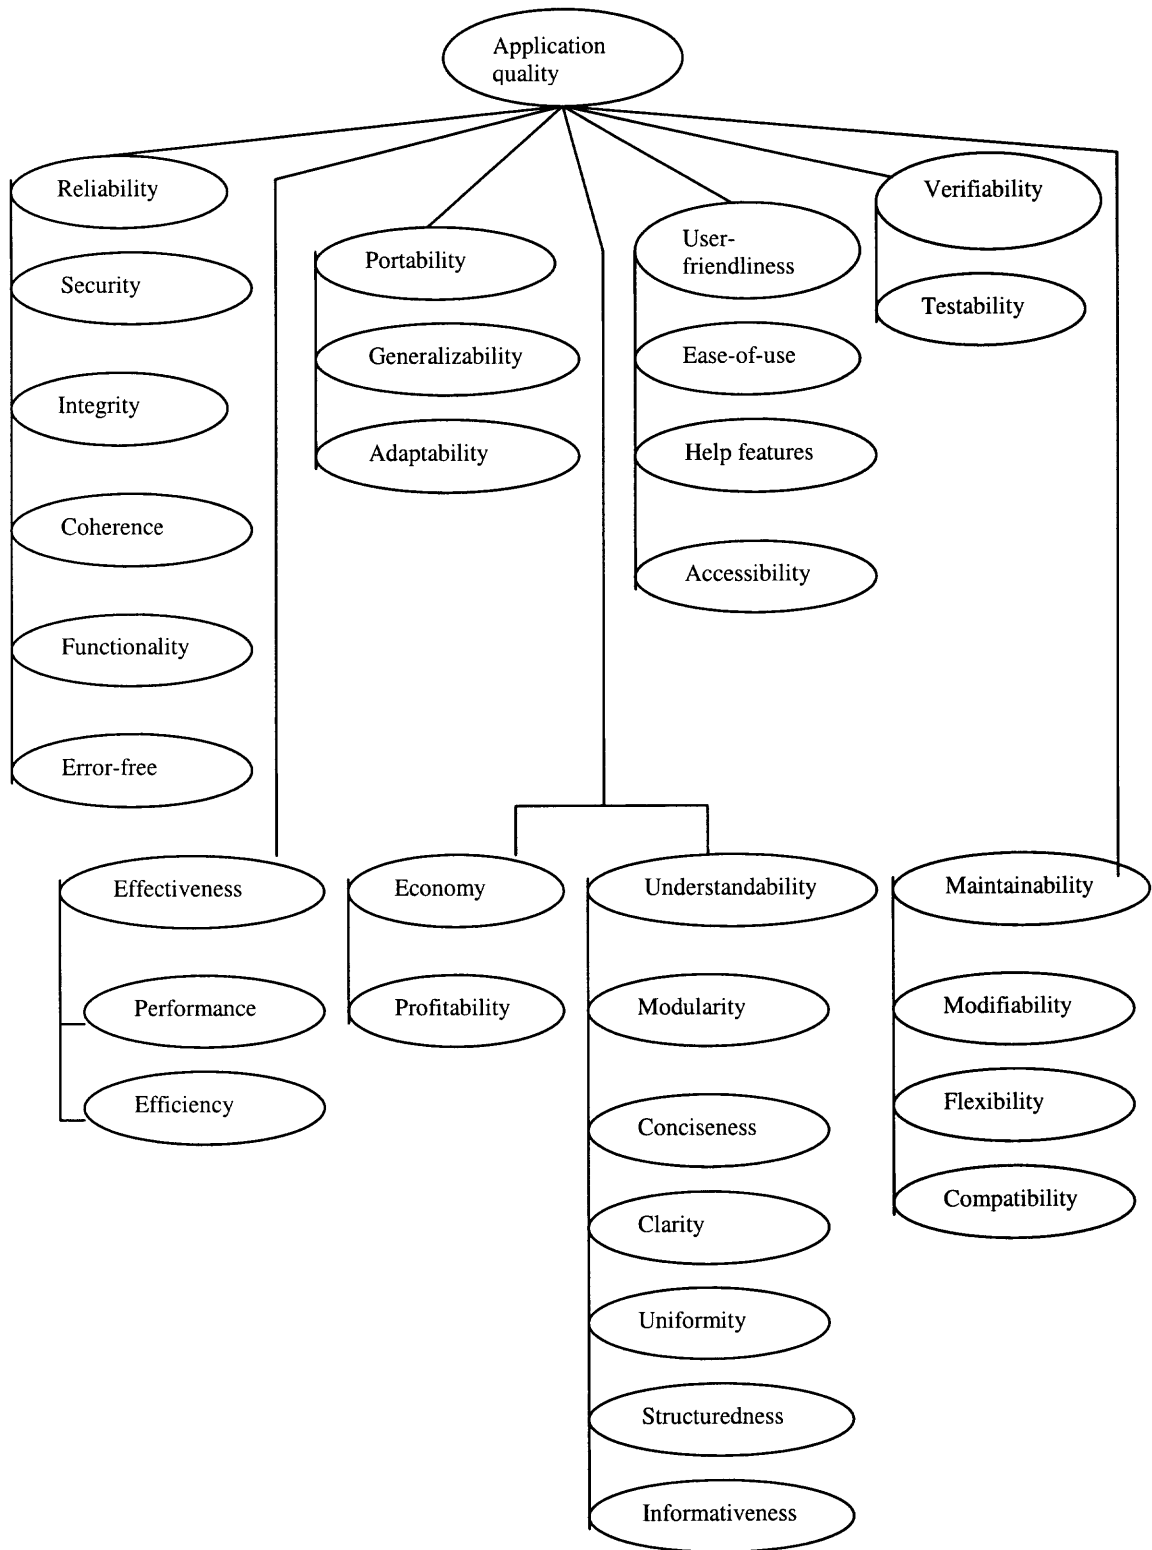 Application
quality
Reliability
Security
Integrity
Coherence
Functionality
Error-free
Portability
Generalizability
Adaptability
User-
friendliness
Ease-of-use
Help features
Accessibility
Verifiability
Testability
Effectiveness
Performance
Efficiency
Economy
Profitability
Understandability
Modularity
Conciseness
Clarity
Uniformity
Structuredness
Informativeness
Maintainability
Modifiability
Flexibility
Compatibility